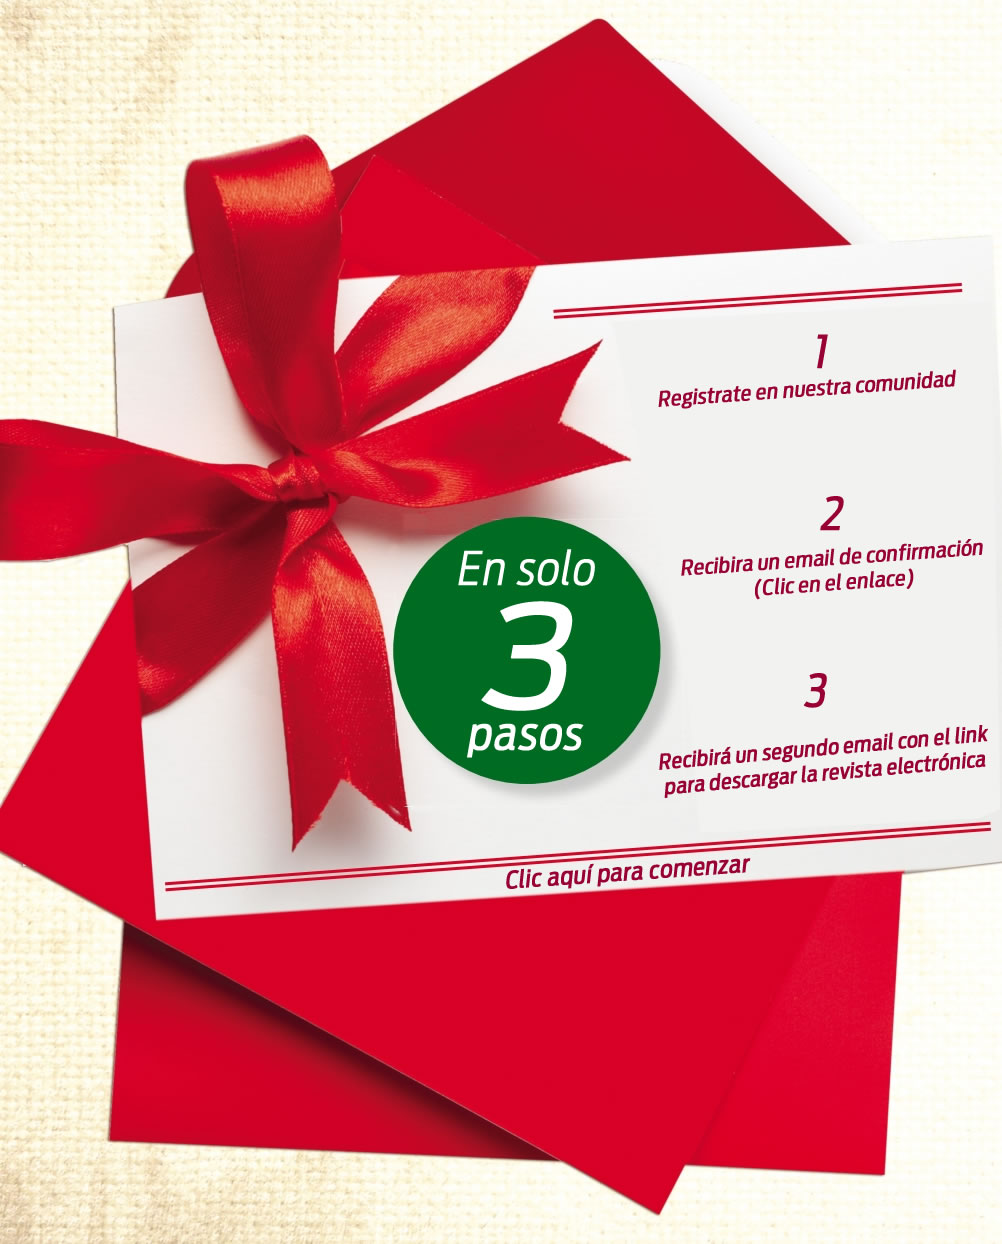 En solo
3
pasos
1
Registrate en nuestra comunidad
2
Recibira un email de confirmación
(Clic en el enlace)
3
Recibirá un segundo email con el link
para descargar la revista electrónica
Clic aquí para comenzar